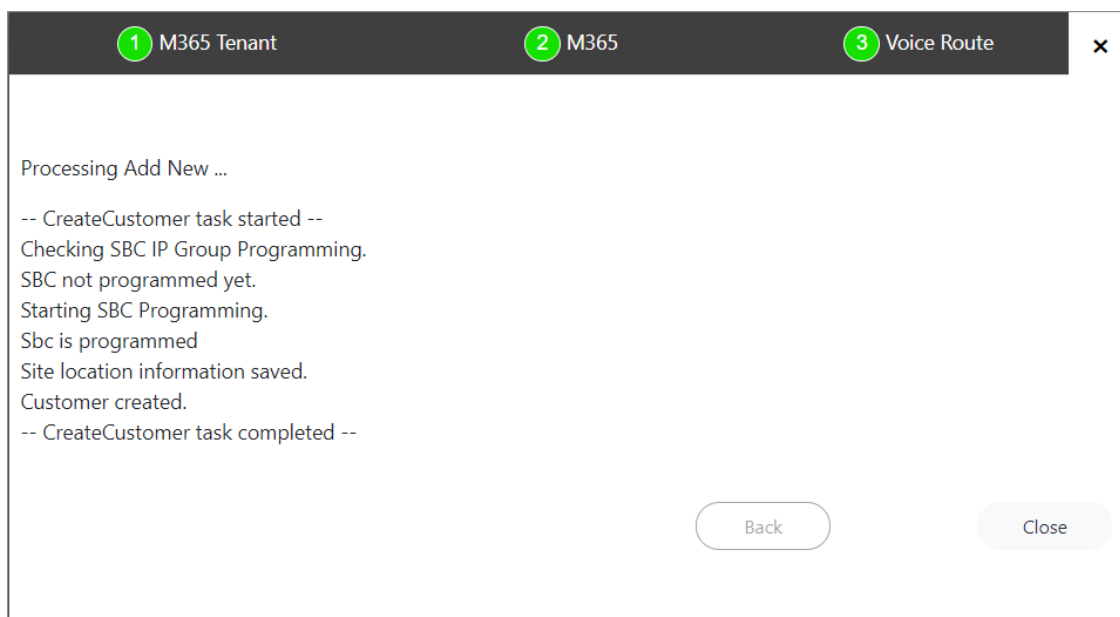 1 M365 Tenant 2 M365 3 Voice Route ×
Processing Add New ...
-- CreateCustomer task started --
Checking SBC IP Group Programming.
SBC not programmed yet.
Starting SBC Programming.
Sbc is programmed
Site location information saved.
Customer created.
-- CreateCustomer task completed --
Back Close